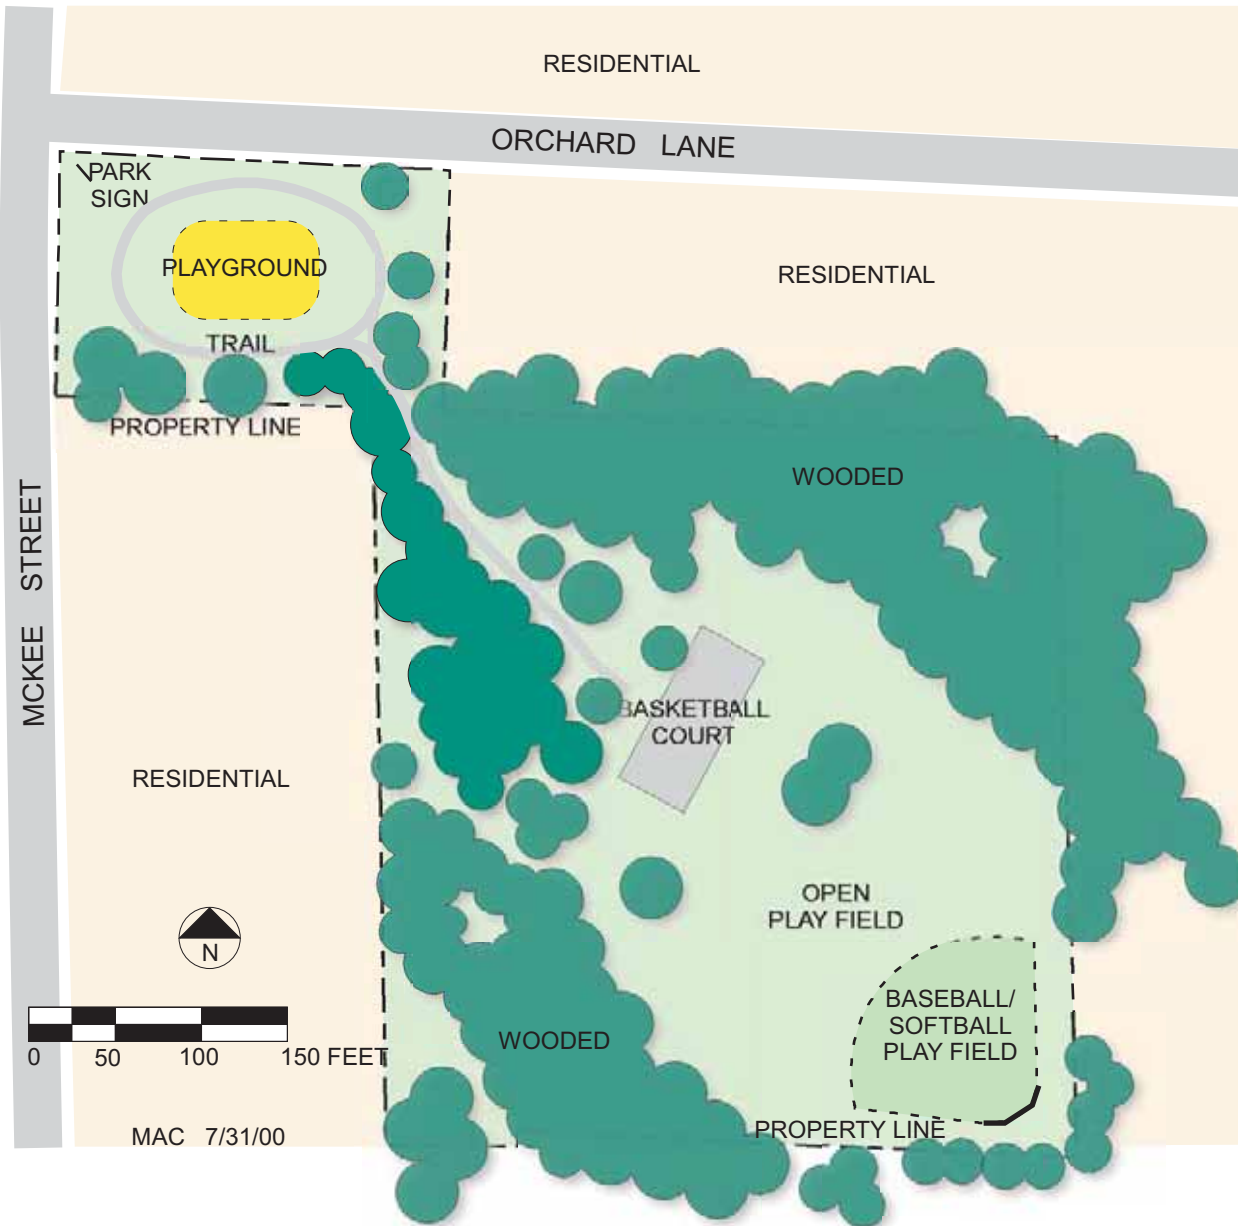 RESIDENTIAL
ORCHARD LANE
PARK
SIGN
PLAYGROUND
RESIDENTIAL
TRAIL
PROPERTY LINE
WOODED
MCKEE STREET
BASKETBALL
COURT
RESIDENTIAL
OPEN
PLAY FIELD
N
BASEBALL/
SOFTBALL
PLAY FIELD
WOODED
0 50 100 150 FEET
PROPERTY LINE
MAC 7/31/00